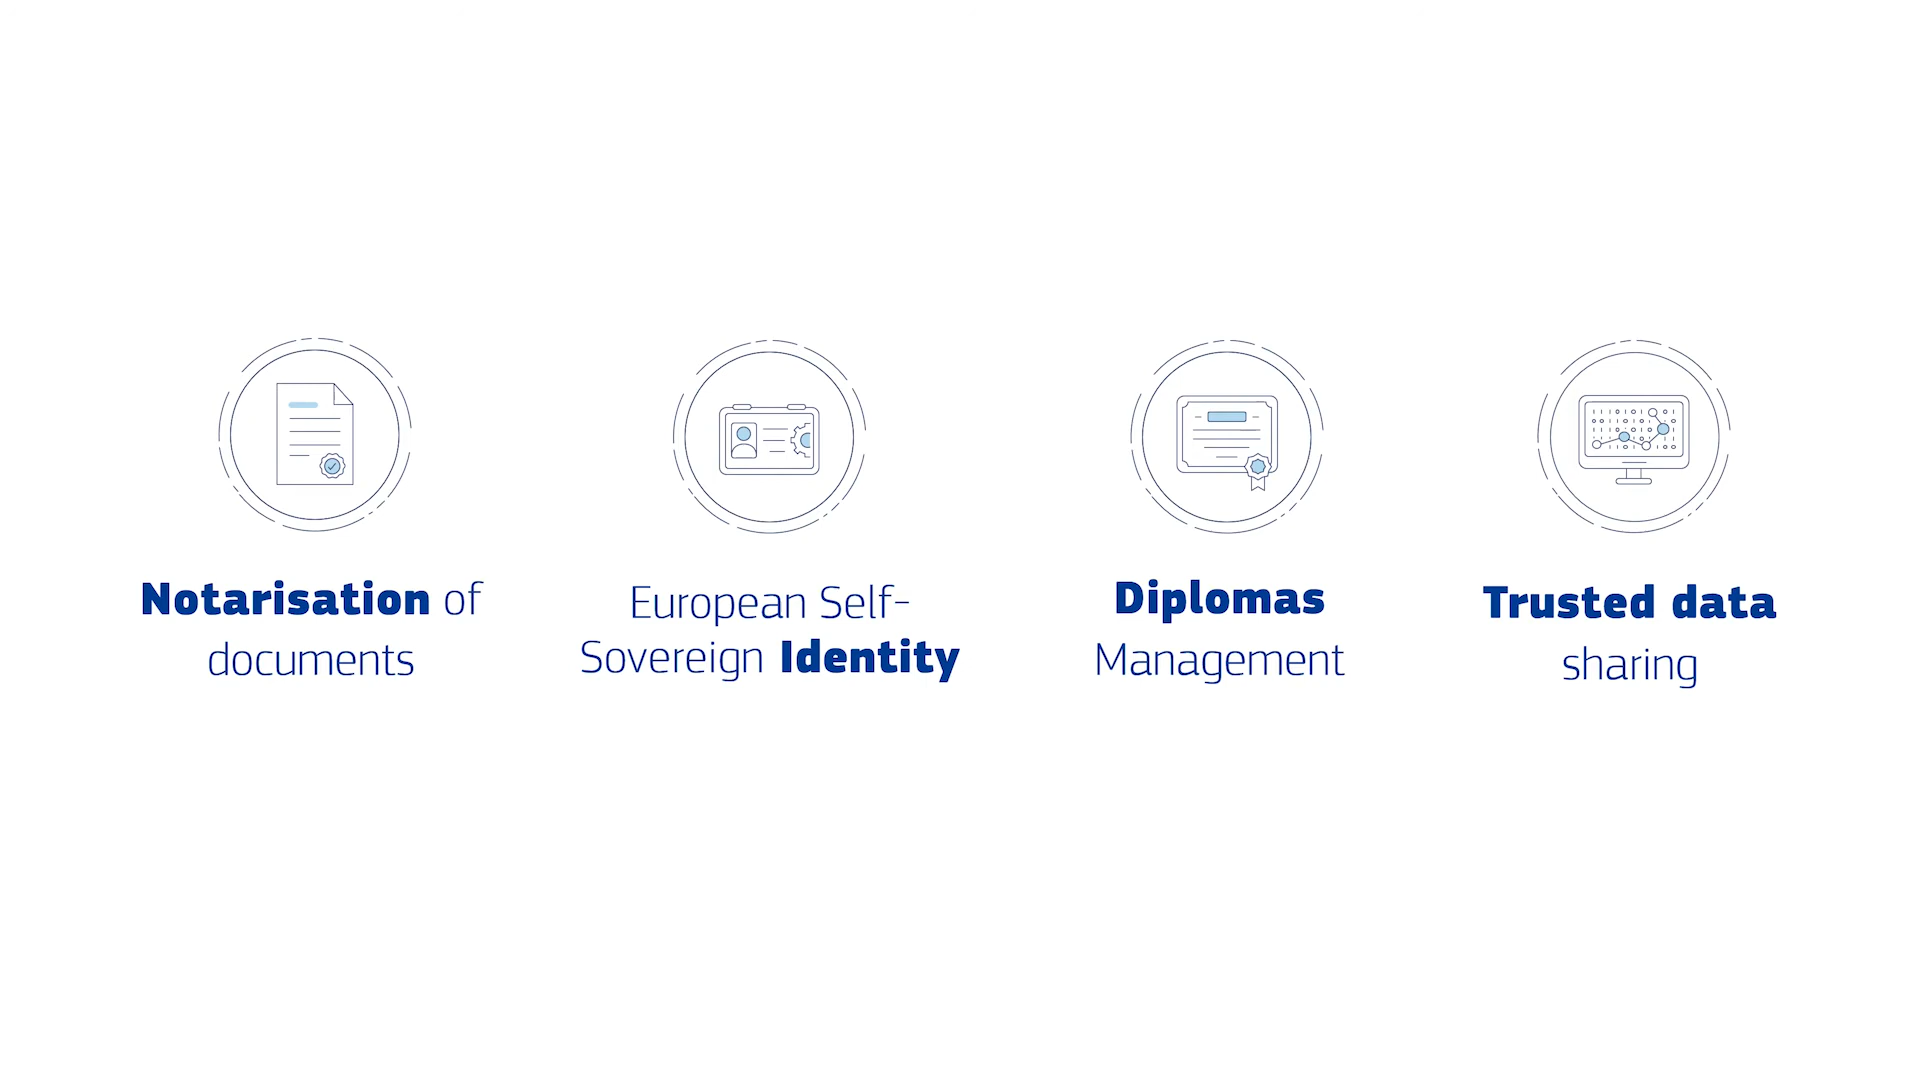 Notarisation of
documents
European Self-
Sovereign Identity
Diplomas
Management
Trusted data
sharing